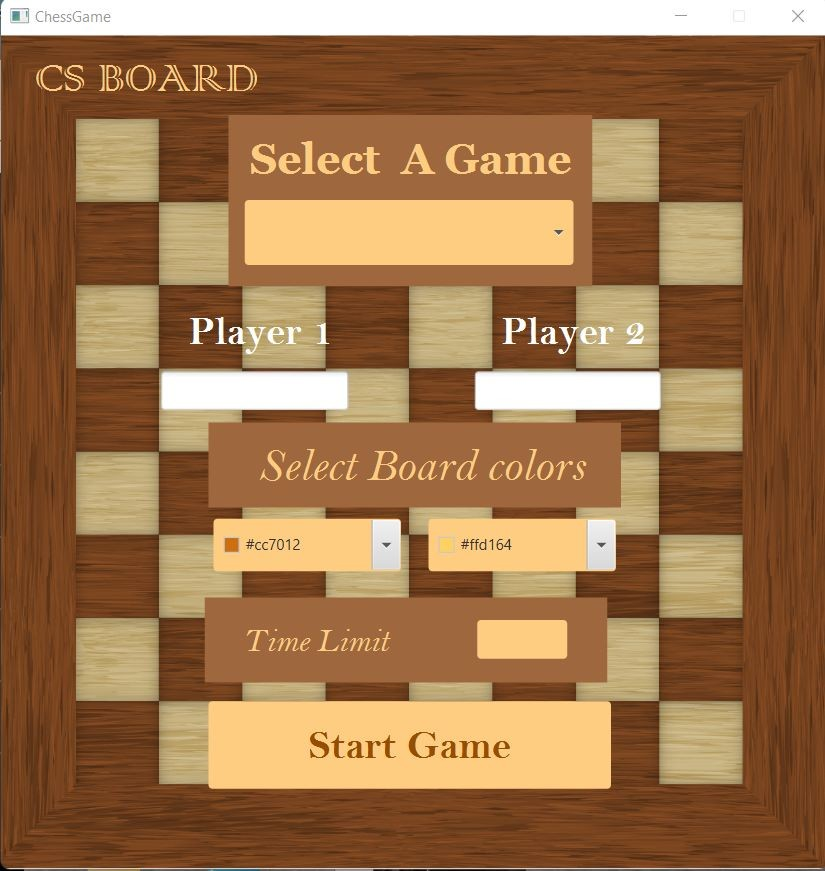 ChessGame
CS BOARD
Select A Game
Player 1 Player 2
Select Board colors
#cc7012 #ffd164
Time Limit
Start Game